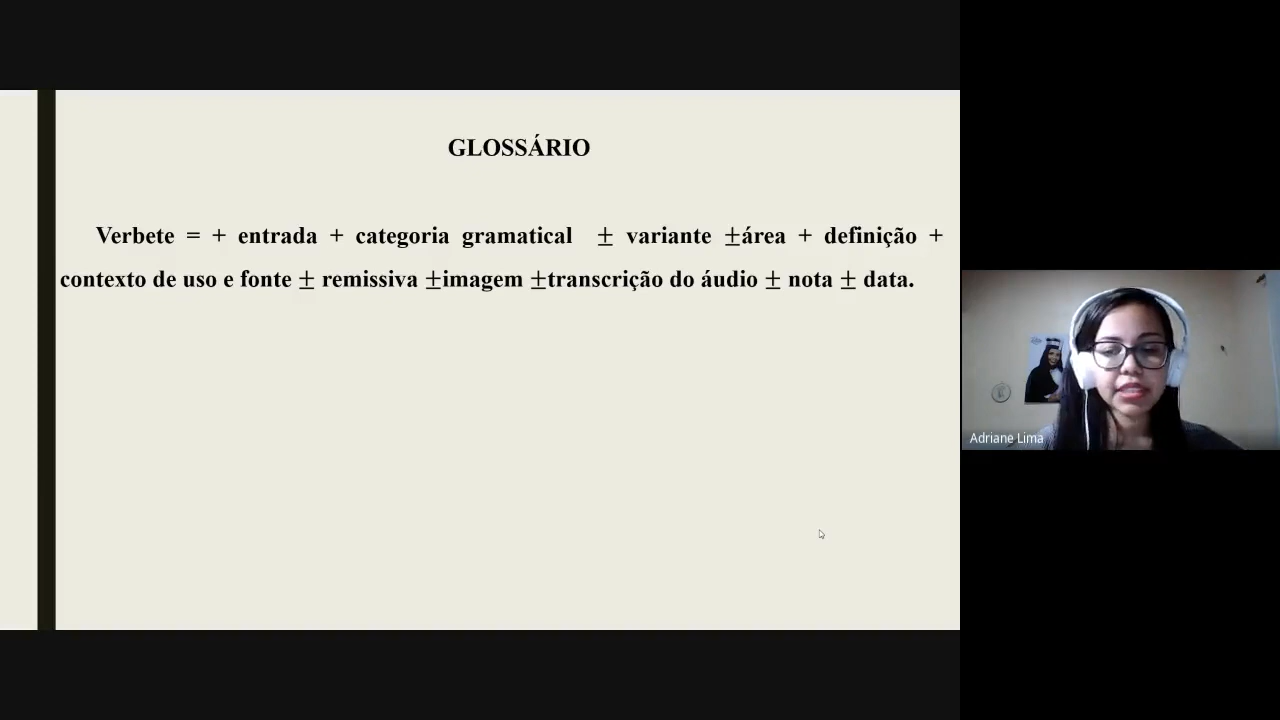 GLOSSÁRIO
Verbete = + entrada + categoria gramatical ± variante ±área + definição +
contexto de uso e fonte ± remissiva ±imagem ±transcrição do áudio ± nota ± data.
Adriane Lima